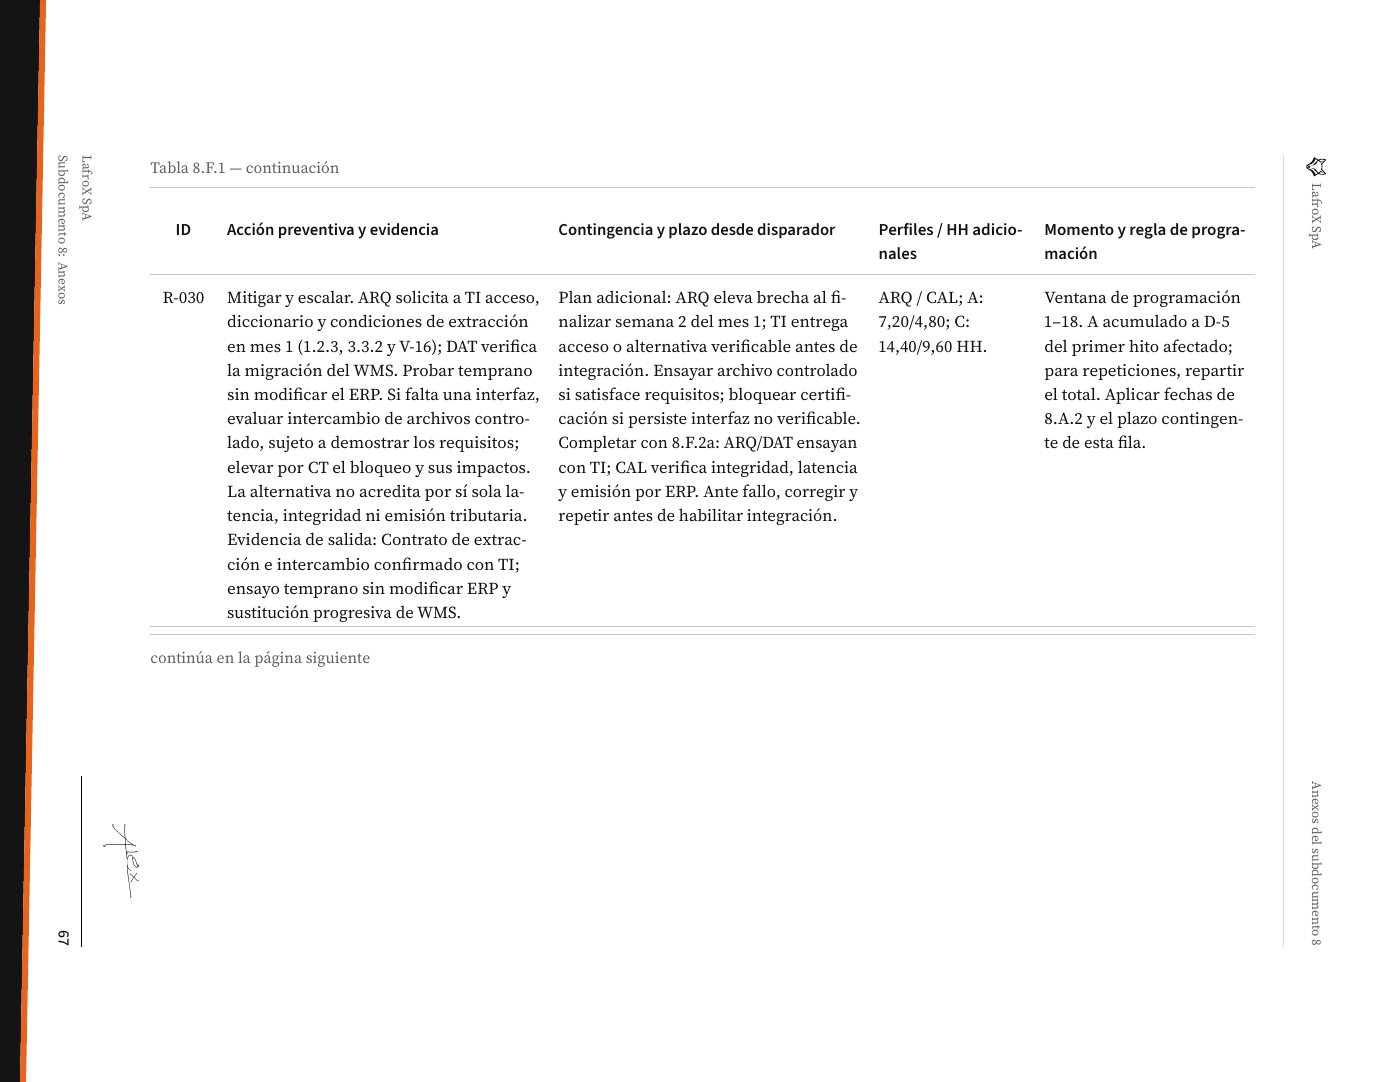 LafroX SpA
Subdocumento 8: Anexos
LafroX SpA
Tabla 8.F.1 — continuación
ID
Acción preventiva y evidencia
Contingencia y plazo desde disparador
Perfiles / HH adicio-
nales
Momento y regla de progra-
mación
R-030
Mitigar y escalar. ARQ solicita a TI acceso,
diccionario y condiciones de extracción
en mes 1 (1.2.3, 3.3.2 y V-16); DAT verifica
la migración del WMS. Probar temprano
sin modificar el ERP. Si falta una interfaz,
evaluar intercambio de archivos contro-
lado, sujeto a demostrar los requisitos;
elevar por CT el bloqueo y sus impactos.
La alternativa no acredita por sí sola la-
tencia, integridad ni emisión tributaria.
Evidencia de salida: Contrato de extrac-
ción e intercambio confirmado con TI;
ensayo temprano sin modificar ERP y
sustitución progresiva de WMS.
Plan adicional: ARQ eleva brecha al fi-
nalizar semana 2 del mes 1; TI entrega
acceso o alternativa verificable antes de
integración. Ensayar archivo controlado
si satisface requisitos; bloquear certifi-
cación si persiste interfaz no verificable.
Completar con 8.F.2a: ARQ/DAT ensayan
con TI; CAL verifica integridad, latencia
y emisión por ERP. Ante fallo, corregir y
repetir antes de habilitar integración.
ARQ / CAL; A:
7,20/4,80; C:
14,40/9,60 HH.
Ventana de programación
1–18. A acumulado a D-5
del primer hito afectado;
para repeticiones, repartir
el total. Aplicar fechas de
8.A.2 y el plazo contingen-
te de esta fila.
continúa en la página siguiente
Alex
67
Anexos del subdocumento 8